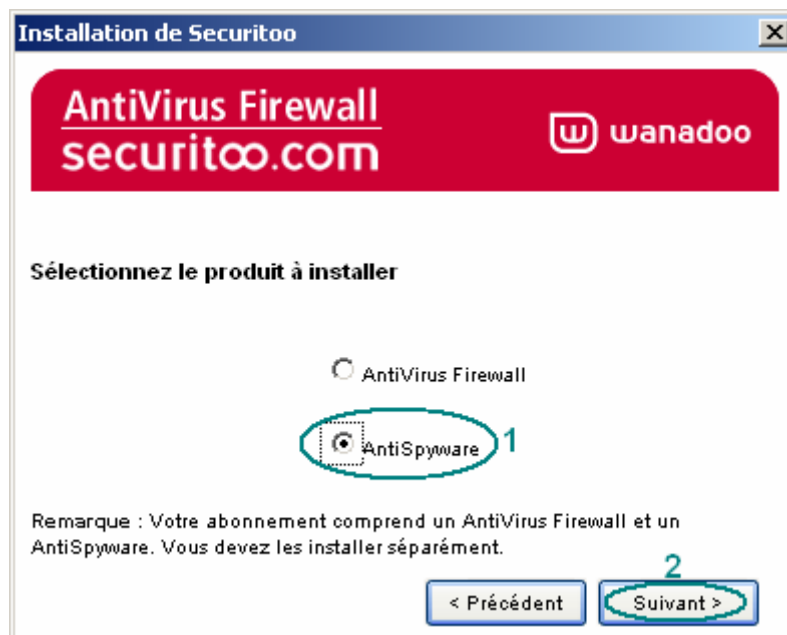 Installation de Securitoo
AntiVirus Firewall
securitoo.com
wanadoo
Sélectionnez le produit à installer
AntiVirus Firewall
AntiSpyware 1
Remarque : Votre abonnement comprend un AntiVirus Firewall et un
AntiSpyware. Vous devez les installer séparément.
2
< Précédent
Suivant >